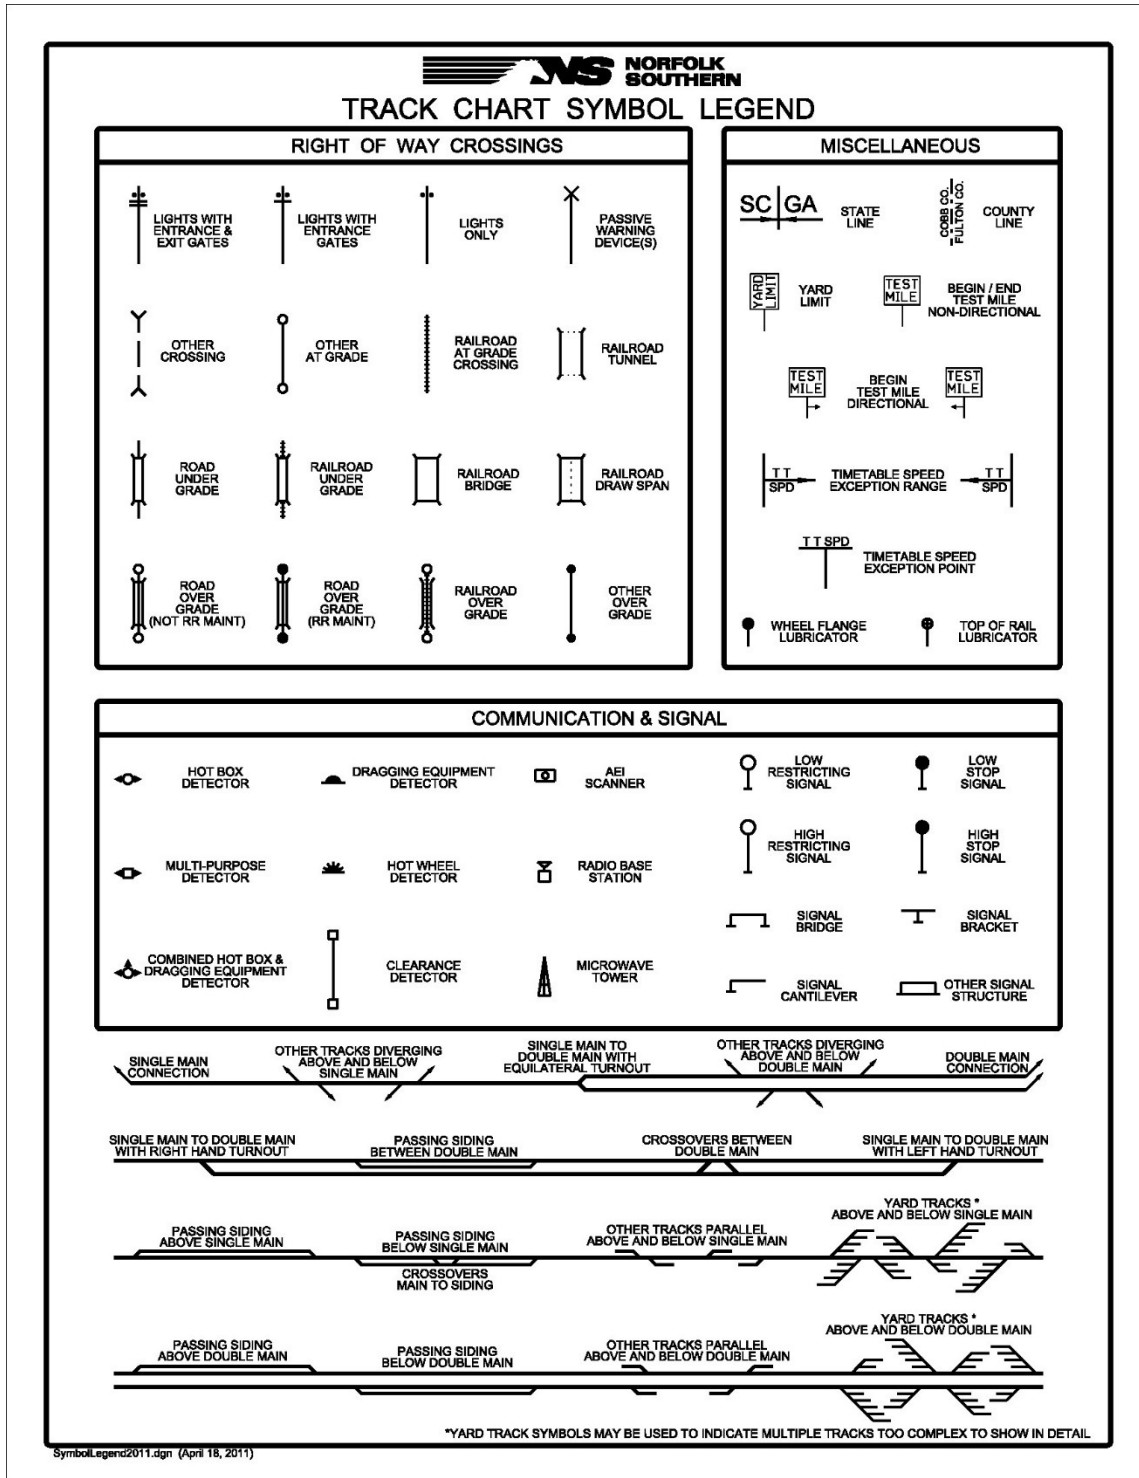 NS NORFOLK
SOUTHERN
TRACK CHART SYMBOL LEGEND
RIGHT OF WAY CROSSINGS
LIGHTS WITH
ENTRANCE &
EXIT GATES
LIGHTS WITH
ENTRANCE
GATES
LIGHTS
ONLY
PASSIVE
WARNING
DEVICE(S)
OTHER
CROSSING
OTHER
AT GRADE
RAILROAD
AT GRADE
CROSSING
RAILROAD
TUNNEL
ROAD
UNDER
GRADE
RAILROAD
UNDER
GRADE
RAILROAD
BRIDGE
RAILROAD
DRAW SPAN
ROAD
OVER
GRADE
(NOT RR MAINT)
ROAD
OVER
GRADE
(RR MAINT)
RAILROAD
OVER
GRADE
OTHER
OVER
GRADE
MISCELLANEOUS
SC GA
STATE
LINE
COBB CO.
FULTON CO.
COUNTY
LINE
YARD
LIMIT
YARD
LIMIT
TEST
MILE
BEGIN / END
TEST MILE
NON-DIRECTIONAL
TEST
MILE
BEGIN
TEST MILE
DIRECTIONAL
TEST
MILE
T T
SPD
TIMETABLE SPEED
EXCEPTION RANGE
T T
SPD
T T SPD
TIMETABLE SPEED
EXCEPTION POINT
WHEEL FLANGE
LUBRICATOR
TOP OF RAIL
LUBRICATOR
COMMUNICATION & SIGNAL
HOT BOX
DETECTOR
DRAGGING EQUIPMENT
DETECTOR
AEI
SCANNER
LOW
RESTRICTING
SIGNAL
LOW
STOP
SIGNAL
MULTI-PURPOSE
DETECTOR
HOT WHEEL
DETECTOR
RADIO BASE
STATION
HIGH
RESTRICTING
SIGNAL
HIGH
STOP
SIGNAL
SIGNAL
BRIDGE
SIGNAL
BRACKET
COMBINED HOT BOX &
DRAGGING EQUIPMENT
DETECTOR
CLEARANCE
DETECTOR
MICROWAVE
TOWER
SIGNAL
CANTILEVER
OTHER SIGNAL
STRUCTURE
SINGLE MAIN
CONNECTION
OTHER TRACKS DIVERGING
ABOVE AND BELOW
SINGLE MAIN
SINGLE MAIN TO
DOUBLE MAIN WITH
EQUILATERAL TURNOUT
OTHER TRACKS DIVERGING
ABOVE AND BELOW
DOUBLE MAIN
DOUBLE MAIN
CONNECTION
SINGLE MAIN TO DOUBLE MAIN
WITH RIGHT HAND TURNOUT
PASSING SIDING
BETWEEN DOUBLE MAIN
CROSSOVERS BETWEEN
DOUBLE MAIN
SINGLE MAIN TO DOUBLE MAIN
WITH LEFT HAND TURNOUT
PASSING SIDING
ABOVE SINGLE MAIN
PASSING SIDING
BELOW SINGLE MAIN
CROSSOVERS
MAIN TO SIDING
OTHER TRACKS PARALLEL
ABOVE AND BELOW SINGLE MAIN
YARD TRACKS *
ABOVE AND BELOW SINGLE MAIN
PASSING SIDING
ABOVE DOUBLE MAIN
PASSING SIDING
BELOW DOUBLE MAIN
OTHER TRACKS PARALLEL
ABOVE AND BELOW DOUBLE MAIN
YARD TRACKS *
ABOVE AND BELOW DOUBLE MAIN
*YARD TRACK SYMBOLS MAY BE USED TO INDICATE MULTIPLE TRACKS TOO COMPLEX TO SHOW IN DETAIL
SymbolLegend2011.dgn (April 18, 2011)